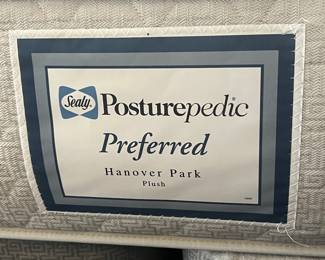 Sealy Posturepedic
Preferred
Hanover Park
Plush